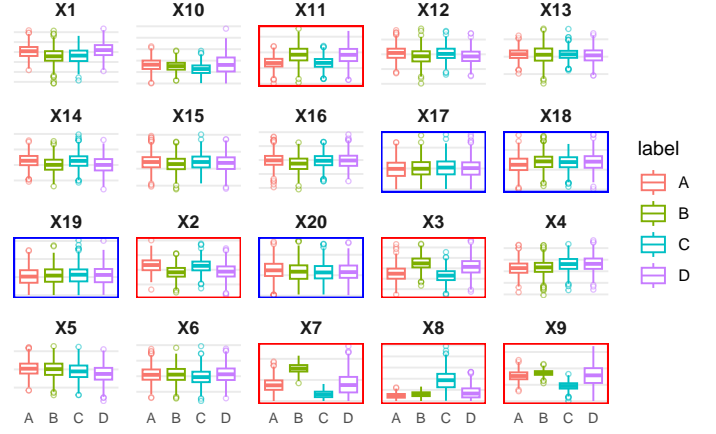 X1 X10 X11 X12 X13
X14 X15 X16 X17 X18
label
A
B
C
D
X19 X2 X20 X3 X4
X5 X6 X7 X8 X9
A B C D A B C D A B C D A B C D A B C D